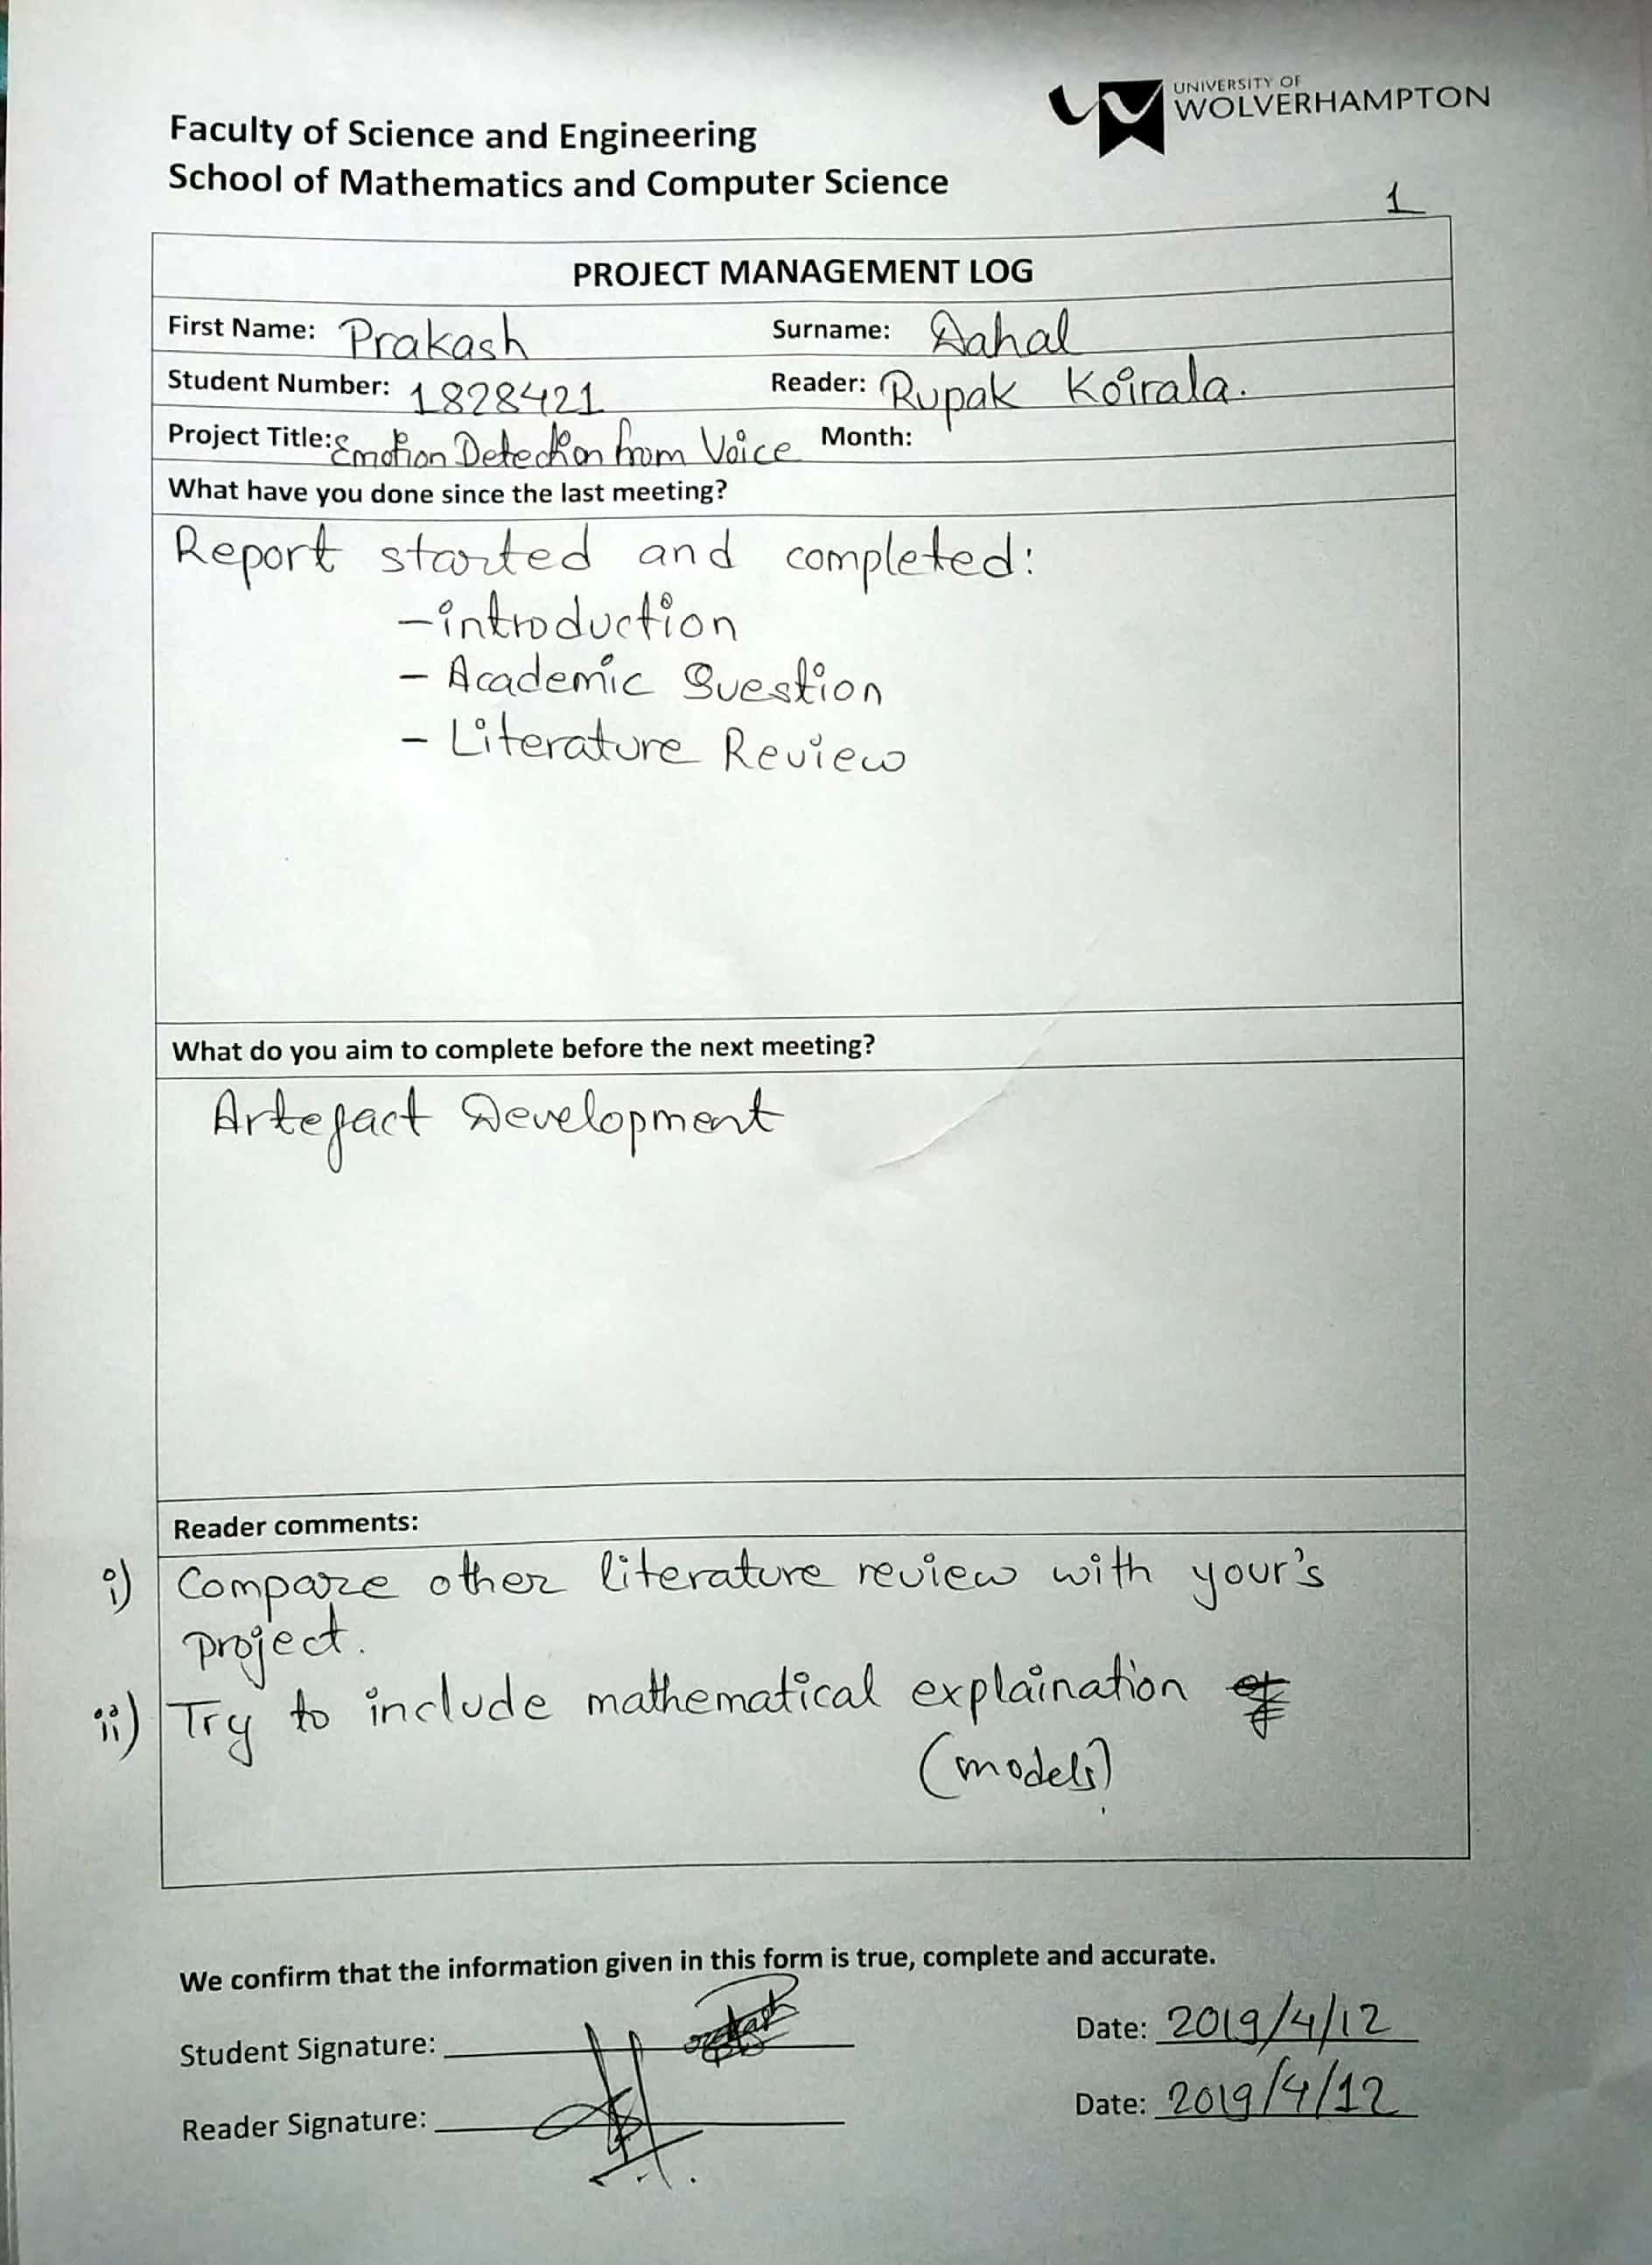 UNIVERSITY OF
WOLVERHAMPTON
Faculty of Science and Engineering
School of Mathematics and Computer Science
1
PROJECT MANAGEMENT LOG
First Name: Prakash Surname: Dahal
Student Number: 1828421 Reader: Rupak Koirala.
Project Title: Emotion Detection from Voice Month:
What have you done since the last meeting?
Report started and completed:
- introduction
- Academic Question
- Literature Review
What do you aim to complete before the next meeting?
Artefact Development
Reader comments:
i) Compare other literature review with your's
project.
ii) Try to include mathematical explaination
(models)
We confirm that the information given in this form is true, complete and accurate.
Student Signature: Date: 2019/4/12
Reader Signature: Date: 2019/4/12